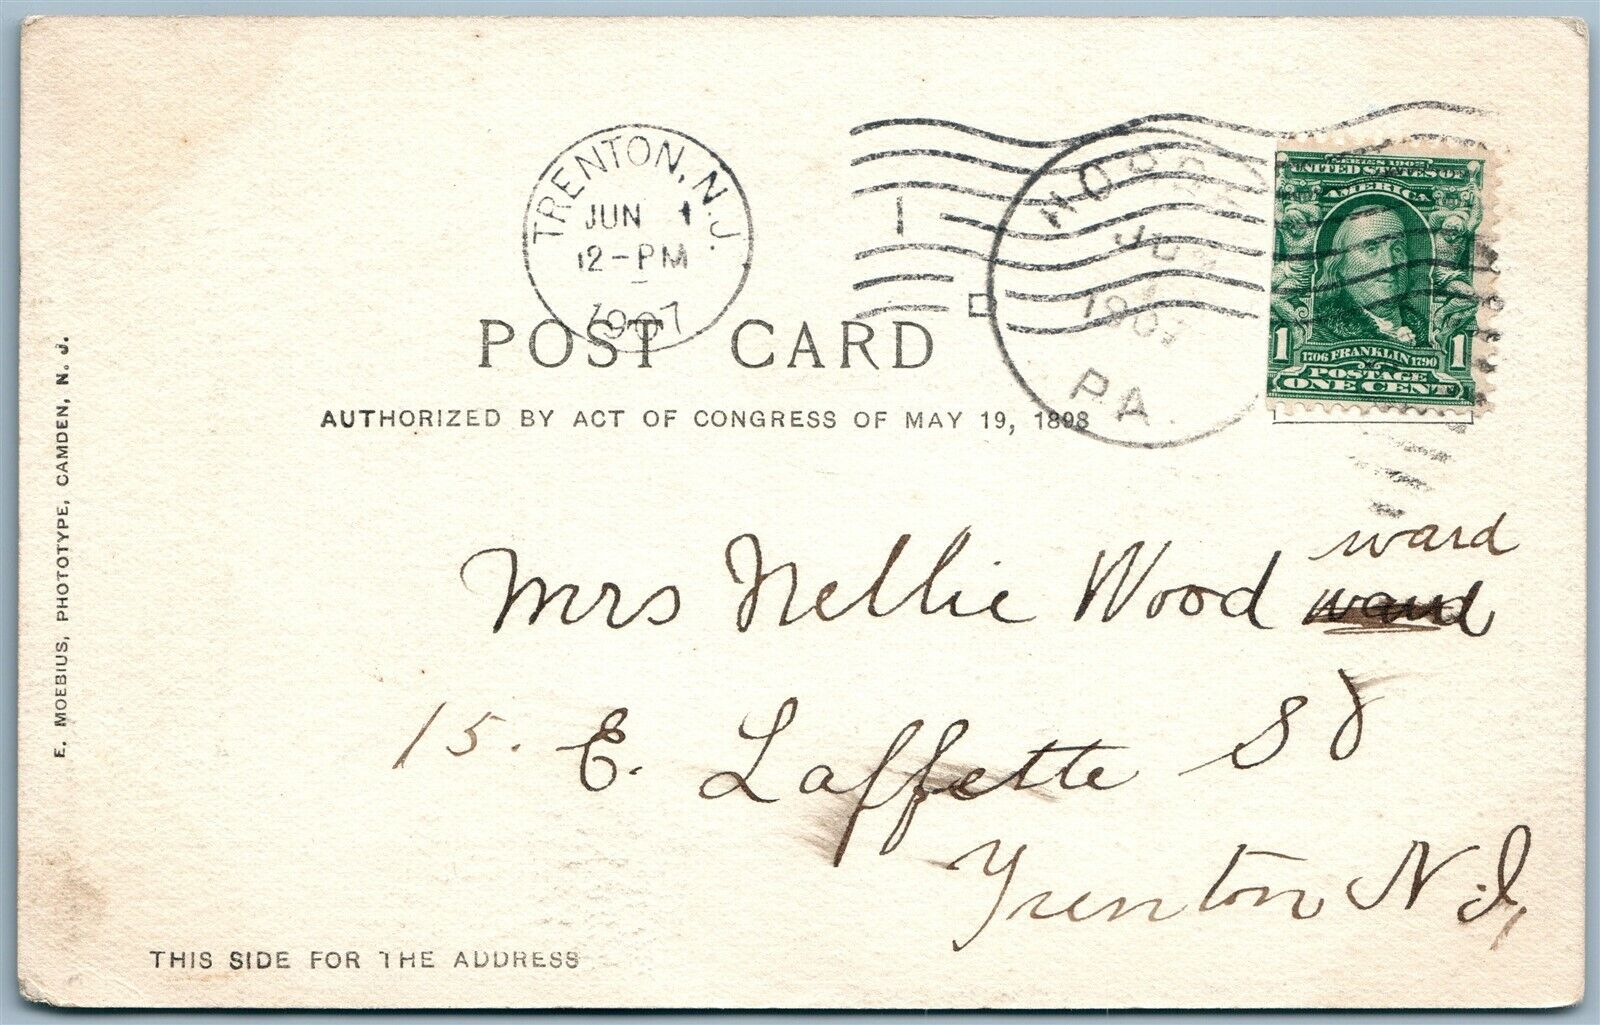 TRENTON, N.J.
JUN 1
12-PM
1907
1
D
1907
PA.
SERIES 1902
UNITED STATES OF
AMERICA
1 1706 FRANKLIN 1790 1
POSTAGE
ONE CENT
POST CARD
AUTHORIZED BY ACT OF CONGRESS OF MAY 19, 1898
E. MOEBIUS, PHOTOTYPE, CAMDEN, N. J.
ward
Mrs Nellie Wood ward
15. E. Laffette St
Trenton N.J.
THIS SIDE FOR THE ADDRESS